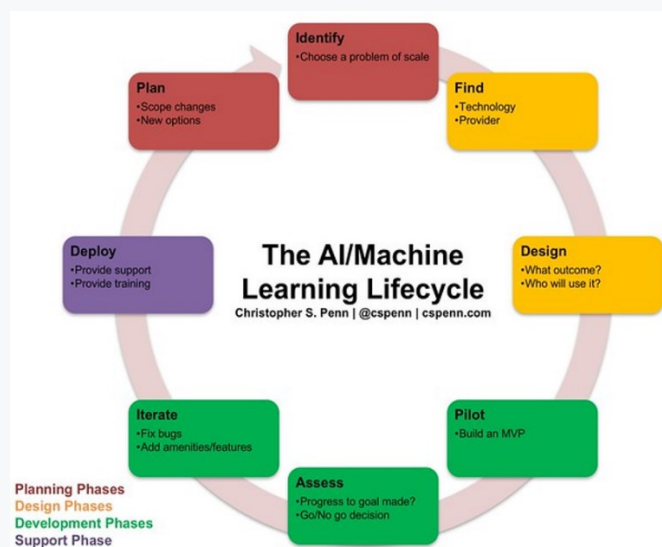 Identify
•Choose a problem of scale
Find
•Technology
•Provider
Design
•What outcome?
•Who will use it?
Pilot
•Build an MVP
Assess
•Progress to goal made?
•Go/No go decision
Iterate
•Fix bugs
•Add amenities/features
Deploy
•Provide support
•Provide training
Plan
•Scope changes
•New options
The AI/Machine
Learning Lifecycle
Christopher S. Penn | @cspenn | cspenn.com
Planning Phases
Design Phases
Development Phases
Support Phase